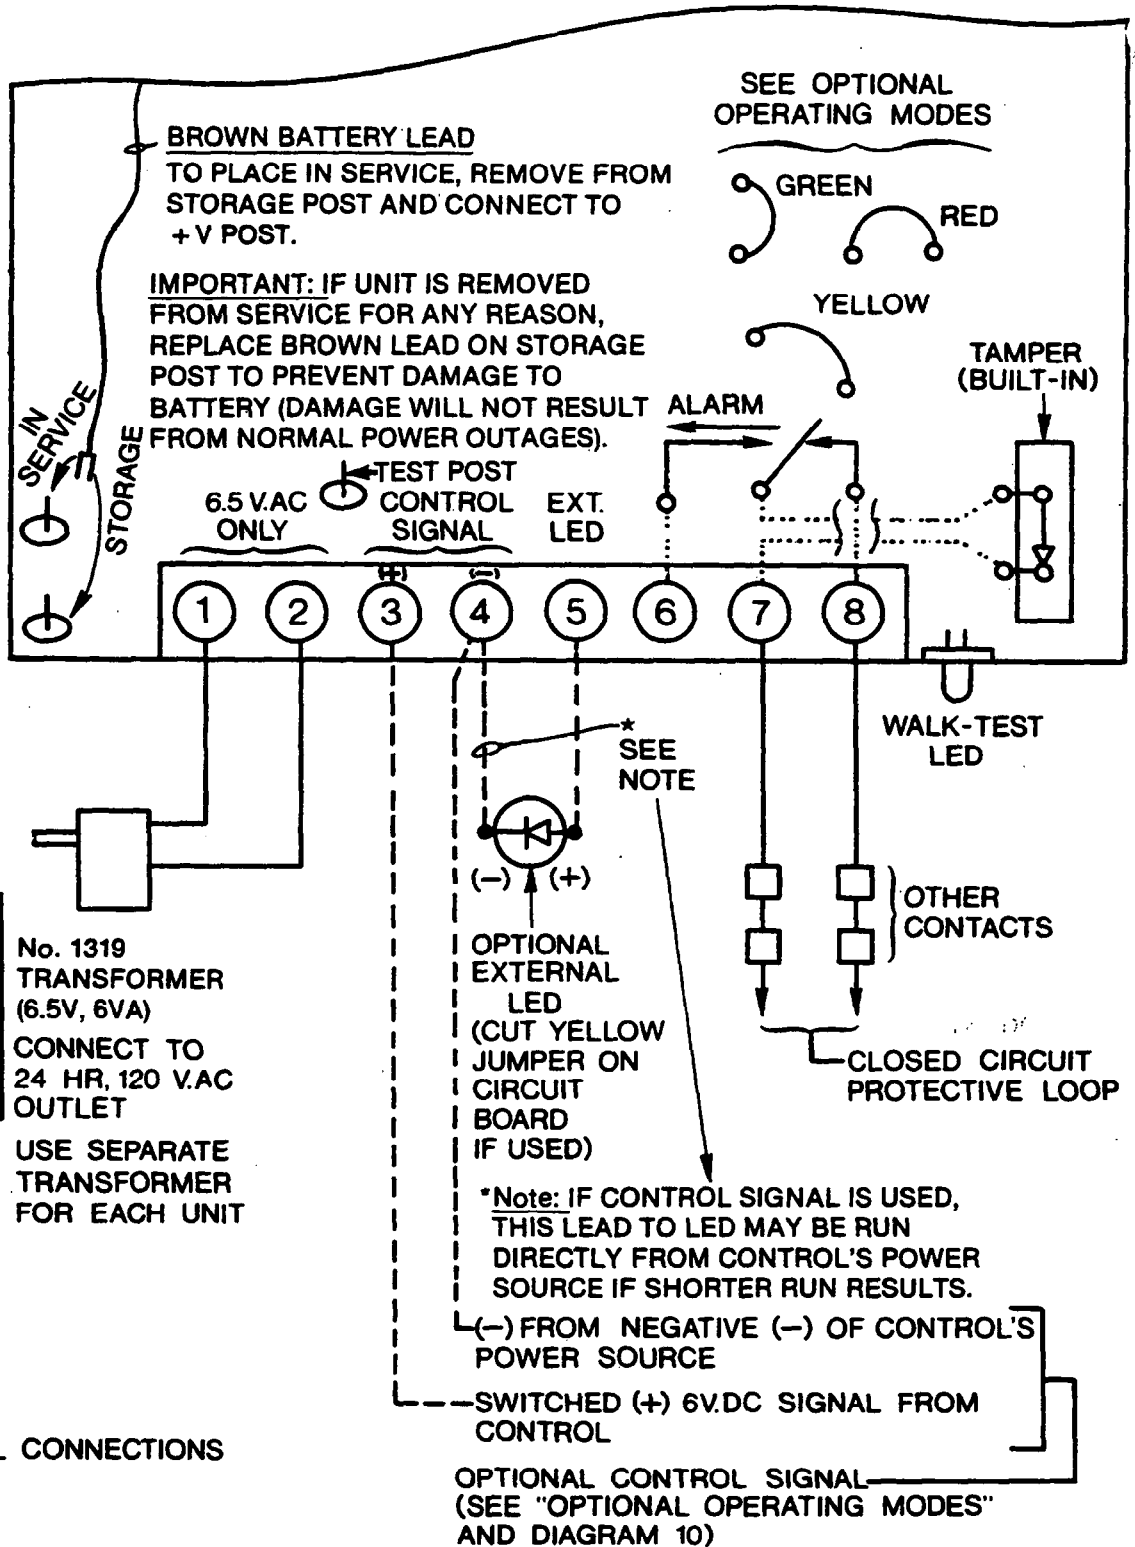 SEE OPTIONAL
OPERATING MODES
BROWN BATTERY LEAD
TO PLACE IN SERVICE, REMOVE FROM
STORAGE POST AND CONNECT TO
+V POST.
GREEN
RED
YELLOW
IMPORTANT: IF UNIT IS REMOVED
FROM SERVICE FOR ANY REASON,
REPLACE BROWN LEAD ON STORAGE
POST TO PREVENT DAMAGE TO
BATTERY (DAMAGE WILL NOT RESULT
FROM NORMAL POWER OUTAGES).
ALARM
TAMPER
(BUILT-IN)
IN
SERVICE
STORAGE
TEST POST
6.5 V.AC
ONLY
CONTROL
SIGNAL
EXT.
LED
(+)
(-)
1 2 3 4 5 6 7 8
WALK-TEST
LED
*
SEE
NOTE
(-) (+)
OTHER
CONTACTS
No. 1319
TRANSFORMER
(6.5V, 6VA)
CONNECT TO
24 HR, 120 V.AC
OUTLET
USE SEPARATE
TRANSFORMER
FOR EACH UNIT
OPTIONAL
EXTERNAL
LED
(CUT YELLOW
JUMPER ON
CIRCUIT
BOARD
IF USED)
CLOSED CIRCUIT
PROTECTIVE LOOP
*Note: IF CONTROL SIGNAL IS USED,
THIS LEAD TO LED MAY BE RUN
DIRECTLY FROM CONTROL'S POWER
SOURCE IF SHORTER RUN RESULTS.
(-) FROM NEGATIVE (-) OF CONTROL'S
POWER SOURCE
SWITCHED (+) 6V.DC SIGNAL FROM
CONTROL
CONNECTIONS
OPTIONAL CONTROL SIGNAL
(SEE "OPTIONAL OPERATING MODES"
AND DIAGRAM 10)